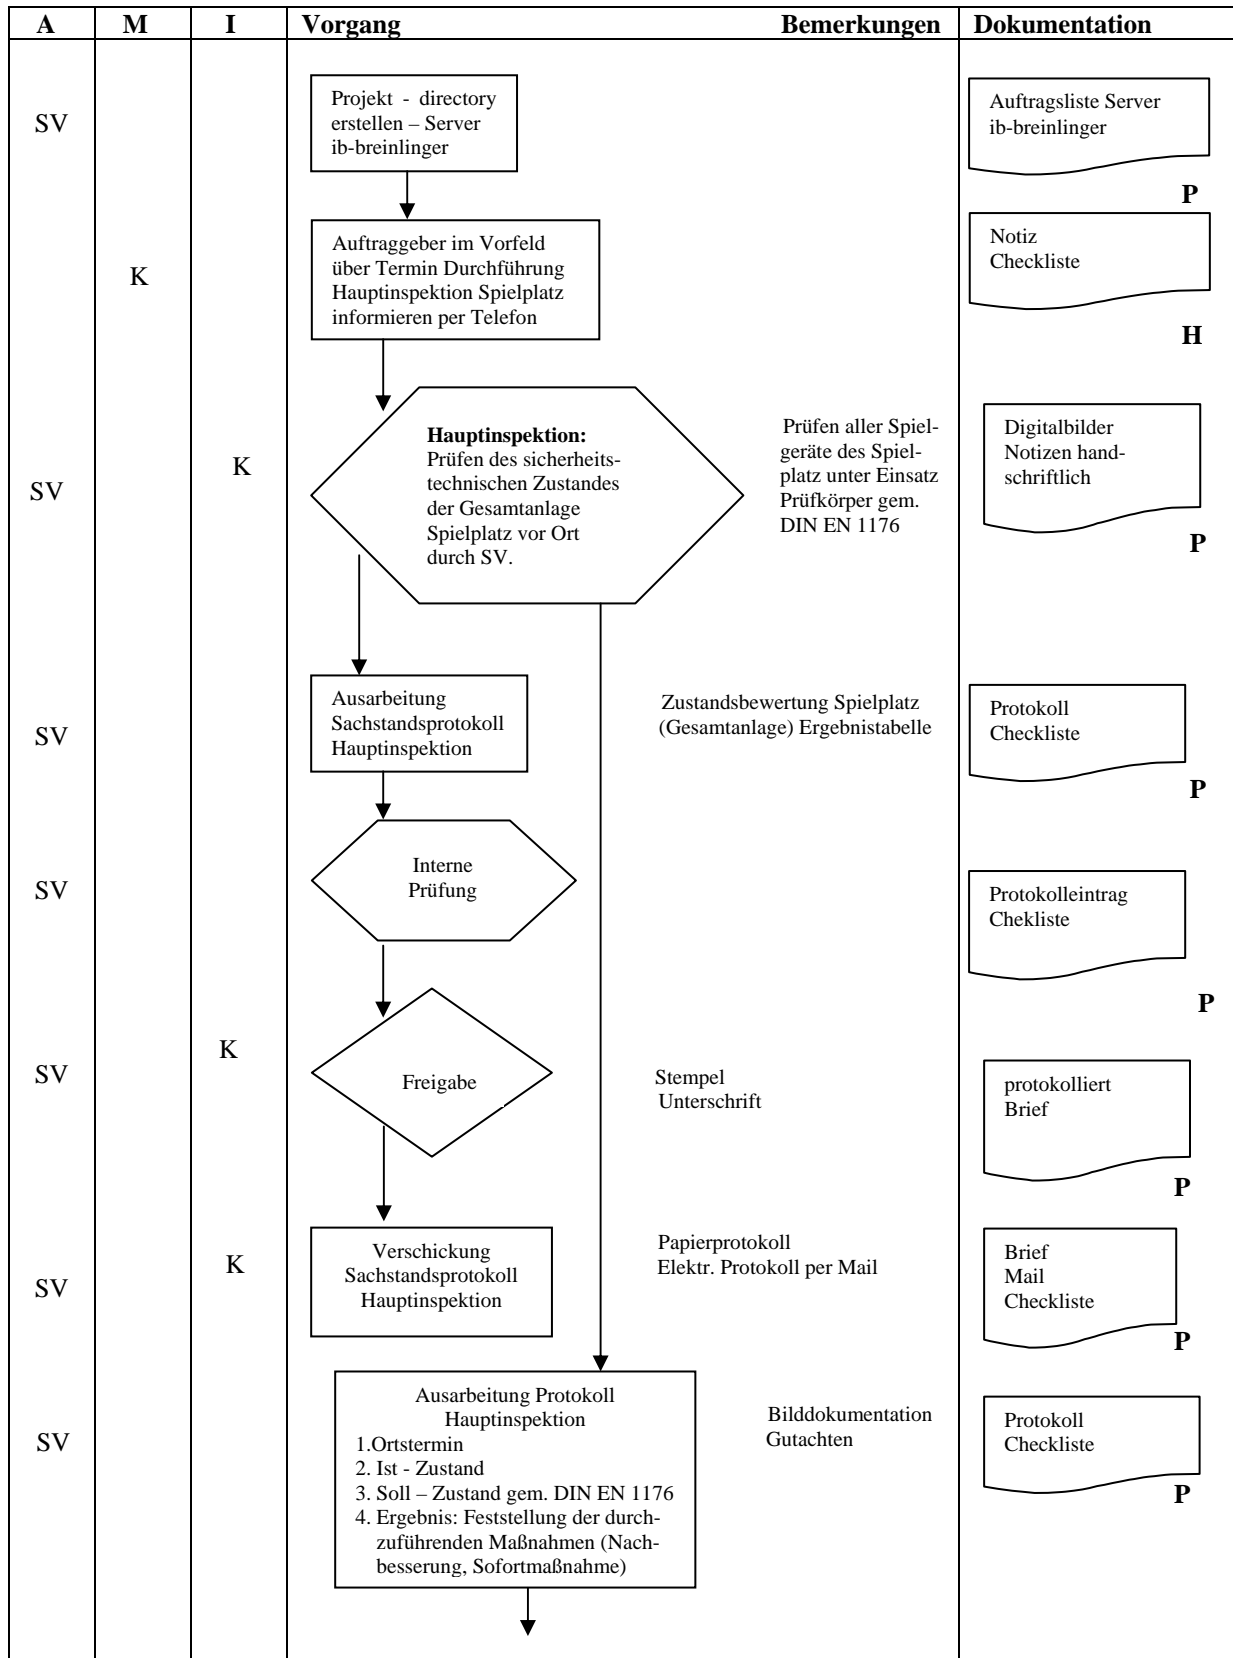 A M I Vorgang Bemerkungen Dokumentation
SV
Projekt - directory
erstellen – Server
ib-breinlinger
Auftragsliste Server
ib-breinlinger
P
K
Auftraggeber im Vorfeld
über Termin Durchführung
Hauptinspektion Spielplatz
informieren per Telefon
Notiz
Checkliste
H
SV
K
Hauptinspektion:
Prüfen des sicherheits-
technischen Zustandes
der Gesamtanlage
Spielplatz vor Ort
durch SV.
Prüfen aller Spiel-
geräte des Spiel-
platz unter Einsatz
Prüfkörper gem.
DIN EN 1176
Digitalbilder
Notizen hand-
schriftlich
P
SV
Ausarbeitung
Sachstandsprotokoll
Hauptinspektion
Zustandsbewertung Spielplatz
(Gesamtanlage) Ergebnistabelle
Protokoll
Checkliste
P
SV
Interne
Prüfung
Protokolleintrag
Chekliste
P
SV
K
Freigabe
Stempel
Unterschrift
protokolliert
Brief
P
SV
K
Verschickung
Sachstandsprotokoll
Hauptinspektion
Papierprotokoll
Elektr. Protokoll per Mail
Brief
Mail
Checkliste
P
SV
Ausarbeitung Protokoll
Hauptinspektion
1.Ortstermin
2. Ist - Zustand
3. Soll – Zustand gem. DIN EN 1176
4. Ergebnis: Feststellung der durch-
zuführenden Maßnahmen (Nach-
besserung, Sofortmaßnahme)
Bilddokumentation
Gutachten
Protokoll
Checkliste
P